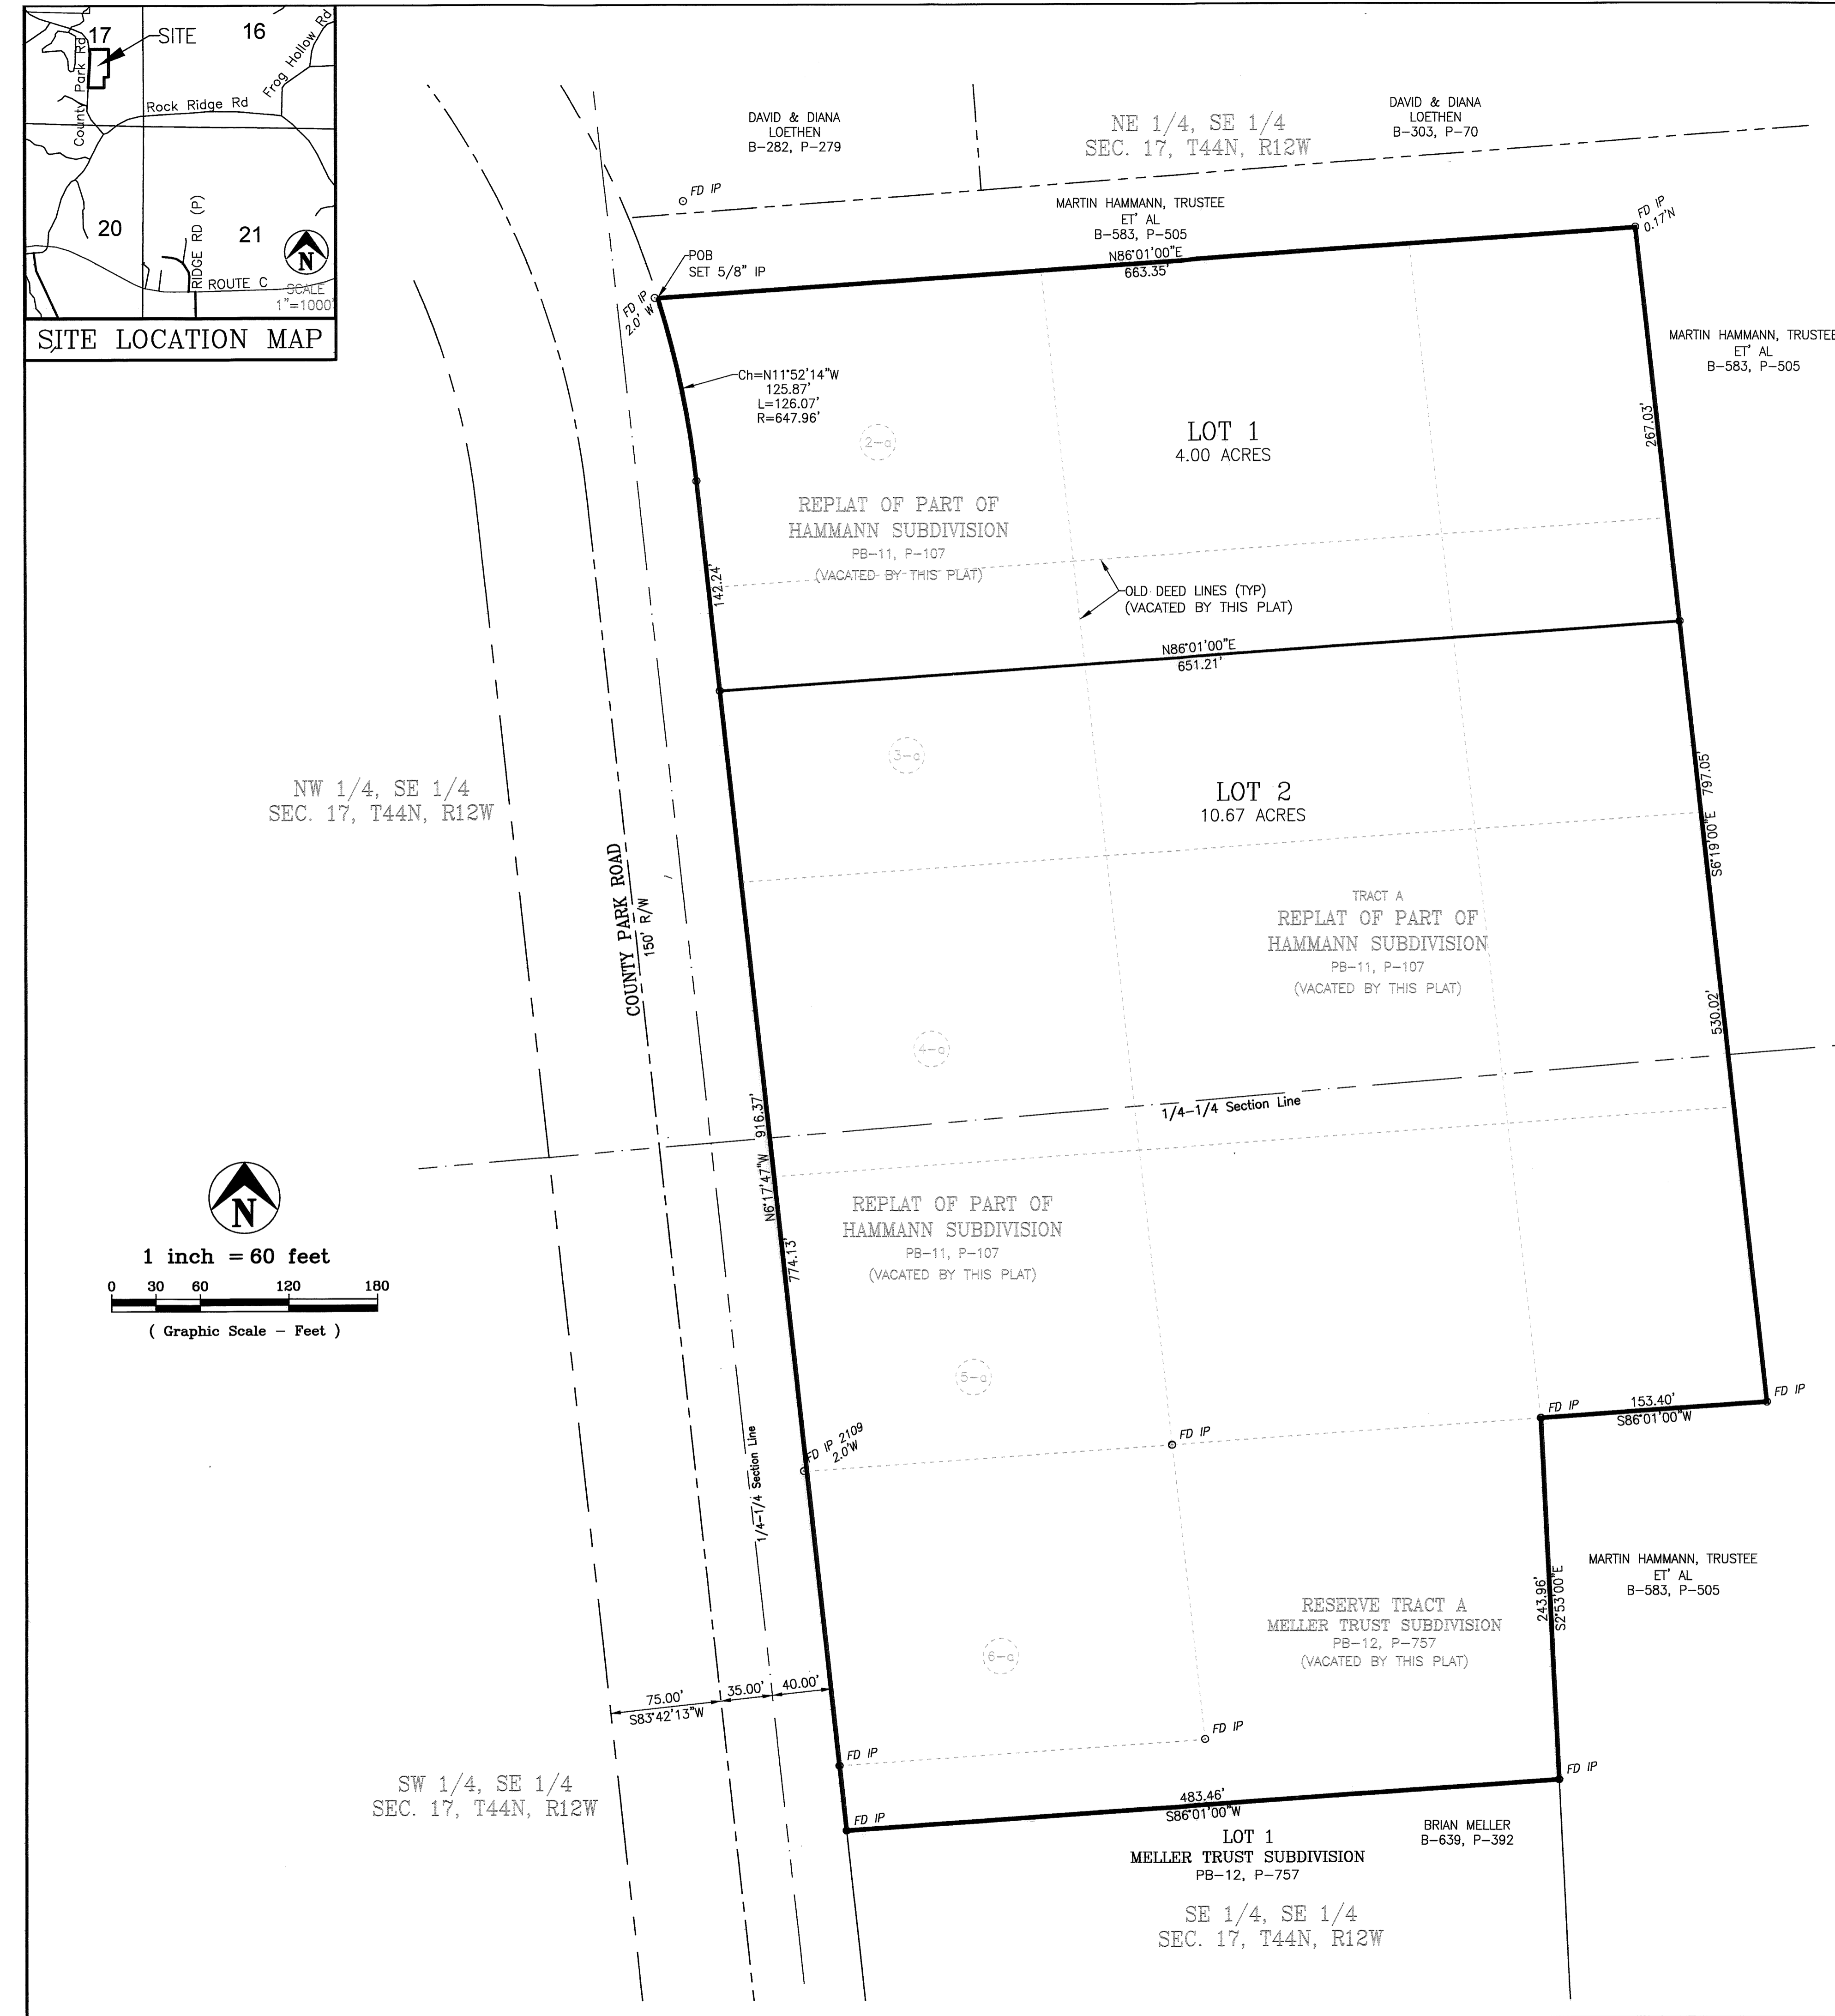 17
SITE
16
County Park Rd
Frog Hollow Rd
Rock Ridge Rd
20
21
RIDGE RD (P)
ROUTE C
N
SCALE
1"=1000'
SITE LOCATION MAP
DAVID & DIANA
LOETHEN
B-282, P-279
NE 1/4, SE 1/4
SEC. 17, T44N, R12W
DAVID & DIANA
LOETHEN
B-303, P-70
FD IP
MARTIN HAMMANN, TRUSTEE
ET' AL
B-583, P-505
FD IP
0.17'N
POB
SET 5/8" IP
N86°01'00"E
663.35'
FD IP
2.0' W
MARTIN HAMMANN, TRUSTEE
ET' AL
B-583, P-505
Ch=N11°52'14"W
125.87'
L=126.07'
R=647.96'
2-a
LOT 1
4.00 ACRES
267.03'
REPLAT OF PART OF
HAMMANN SUBDIVISION
PB-11, P-107
(VACATED BY THIS PLAT)
142.24'
OLD DEED LINES (TYP)
(VACATED BY THIS PLAT)
N86°01'00"E
651.21'
3-a
NW 1/4, SE 1/4
SEC. 17, T44N, R12W
LOT 2
10.67 ACRES
S6°19'00"E 797.05'
COUNTY PARK ROAD
150' R/W
TRACT A
REPLAT OF PART OF
HAMMANN SUBDIVISION
PB-11, P-107
(VACATED BY THIS PLAT)
530.02'
4-a
1/4-1/4 Section Line
N6°17'47"W 916.37'
774.13'
REPLAT OF PART OF
HAMMANN SUBDIVISION
PB-11, P-107
(VACATED BY THIS PLAT)
N
1 inch = 60 feet
0 30 60 120 180
( Graphic Scale - Feet )
5-a
FD IP
153.40'
S86°01'00"W
FD IP
FD IP 2109
2.0'W
FD IP
1/4-1/4 Section Line
243.96'
S2°53'00"E
MARTIN HAMMANN, TRUSTEE
ET' AL
B-583, P-505
RESERVE TRACT A
MELLER TRUST SUBDIVISION
PB-12, P-757
(VACATED BY THIS PLAT)
6-a
75.00'
35.00'
40.00'
S83°42'13"W
FD IP
FD IP
FD IP
SW 1/4, SE 1/4
SEC. 17, T44N, R12W
483.46'
S86°01'00"W
FD IP
LOT 1
MELLER TRUST SUBDIVISION
PB-12, P-757
BRIAN MELLER
B-639, P-392
SE 1/4, SE 1/4
SEC. 17, T44N, R12W